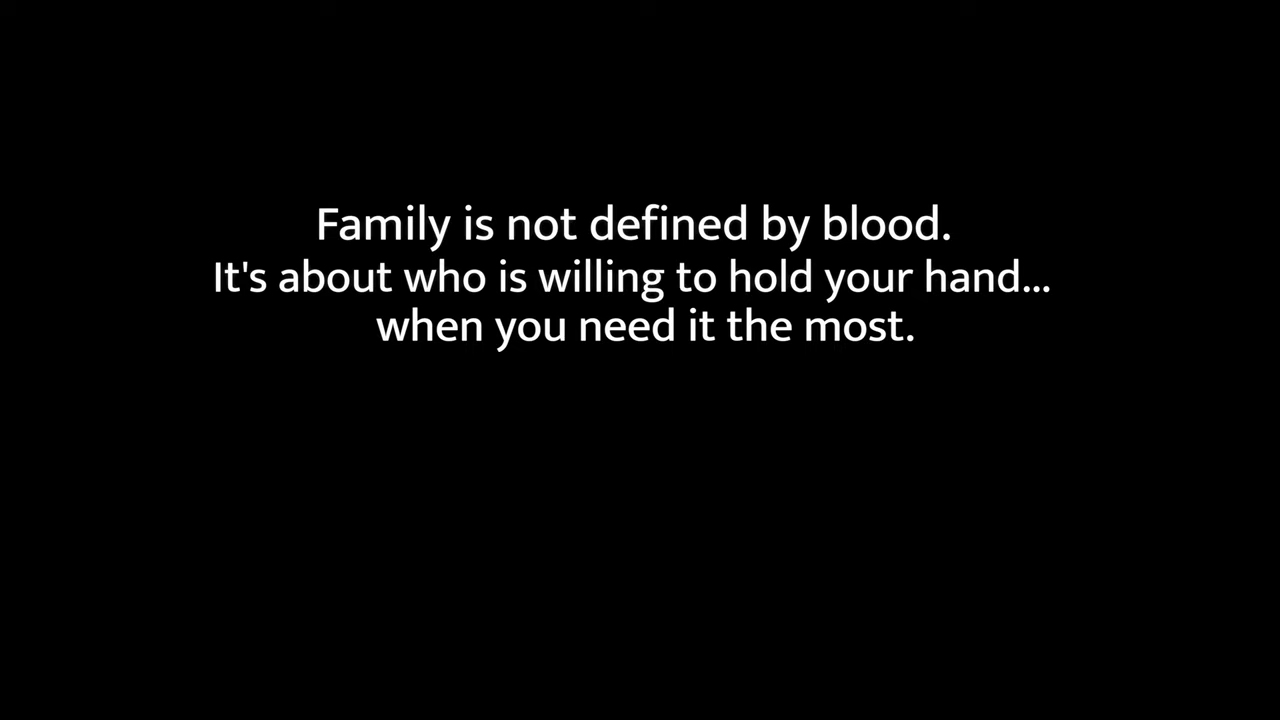 Family is not defined by blood.
It's about who is willing to hold your hand...
when you need it the most.